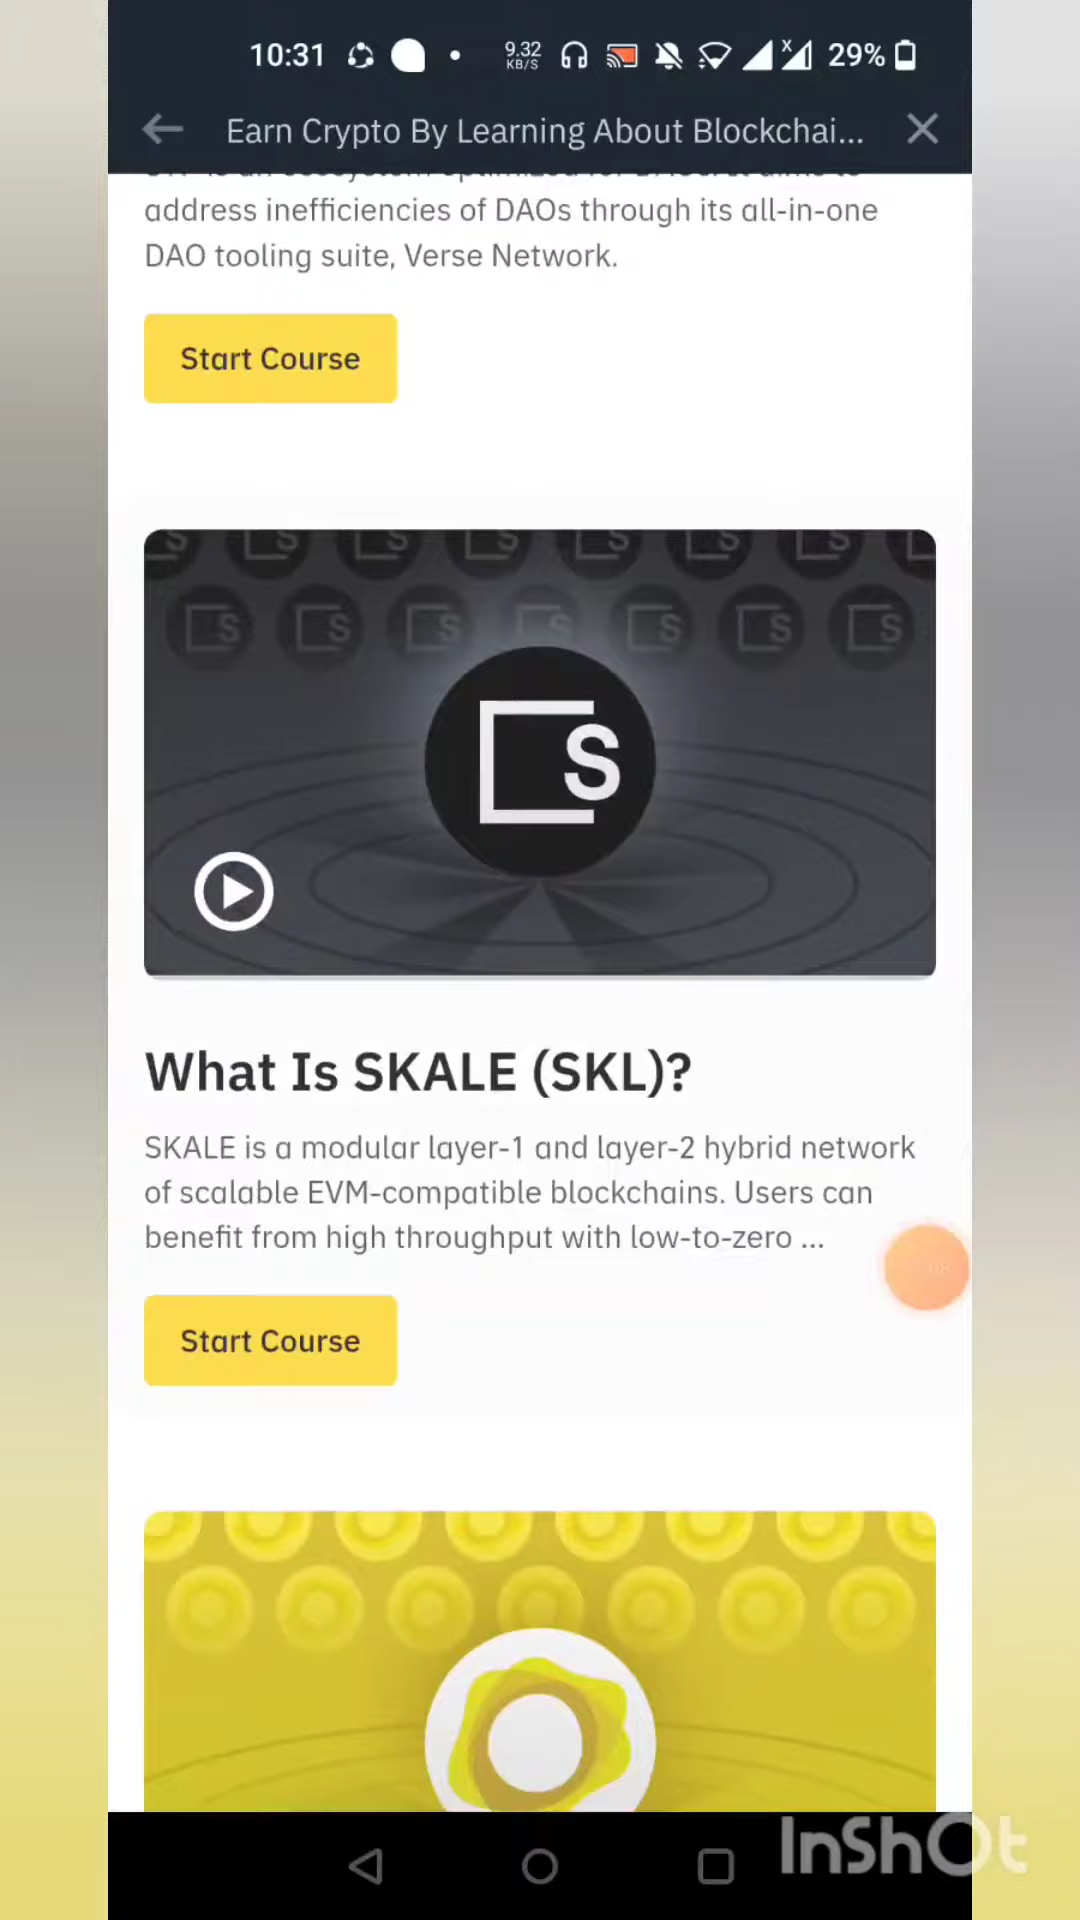 10:31
9.32
KB/S
X
29%
Earn Crypto By Learning About Blockchai...
address inefficiencies of DAOs through its all-in-one
DAO tooling suite, Verse Network.
Start Course
S
What Is SKALE (SKL)?
SKALE is a modular layer-1 and layer-2 hybrid network
of scalable EVM-compatible blockchains. Users can
benefit from high throughput with low-to-zero ...
Start Course
InShOt